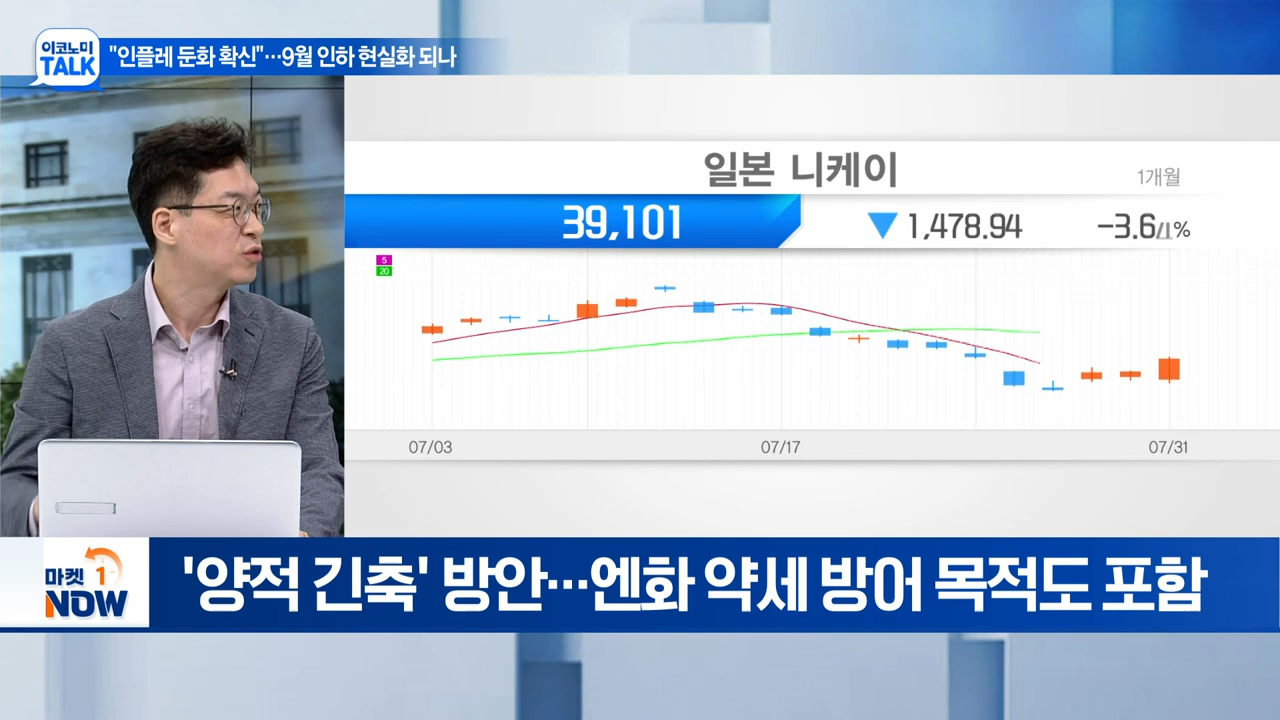 이코노미
TALK
"인플레 둔화 확신"…9월 인하 현실화 되나
일본 니케이
1개월
39,101
▼ 1,478.94
5
20
07/03
07/17
07/31
마켓 1
NOW
'양적 긴축' 방안…엔화 약세 방어 목적도 포함